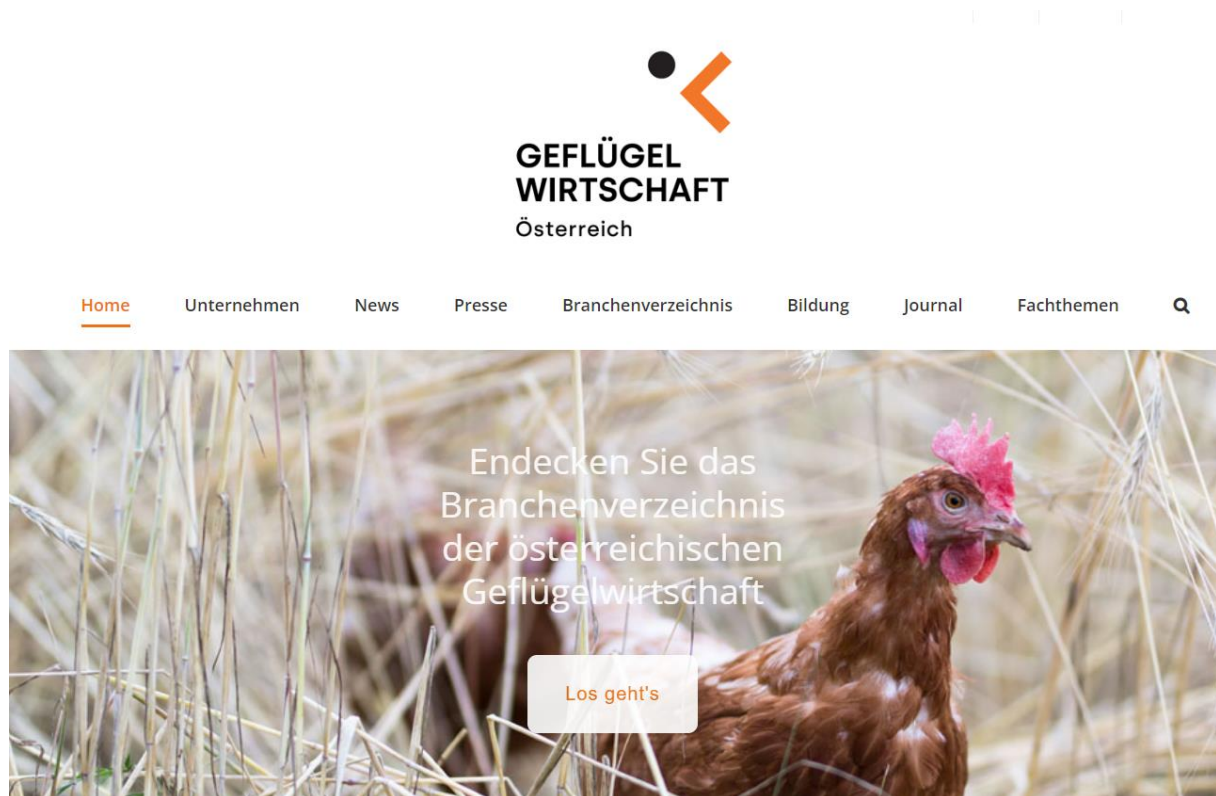 GEFLÜGEL
WIRTSCHAFT
Österreich
Home Unternehmen News Presse Branchenverzeichnis Bildung Journal Fachthemen
Endecken Sie das
Branchenverzeichnis
der österreichischen
Geflügelwirtschaft
Los geht's